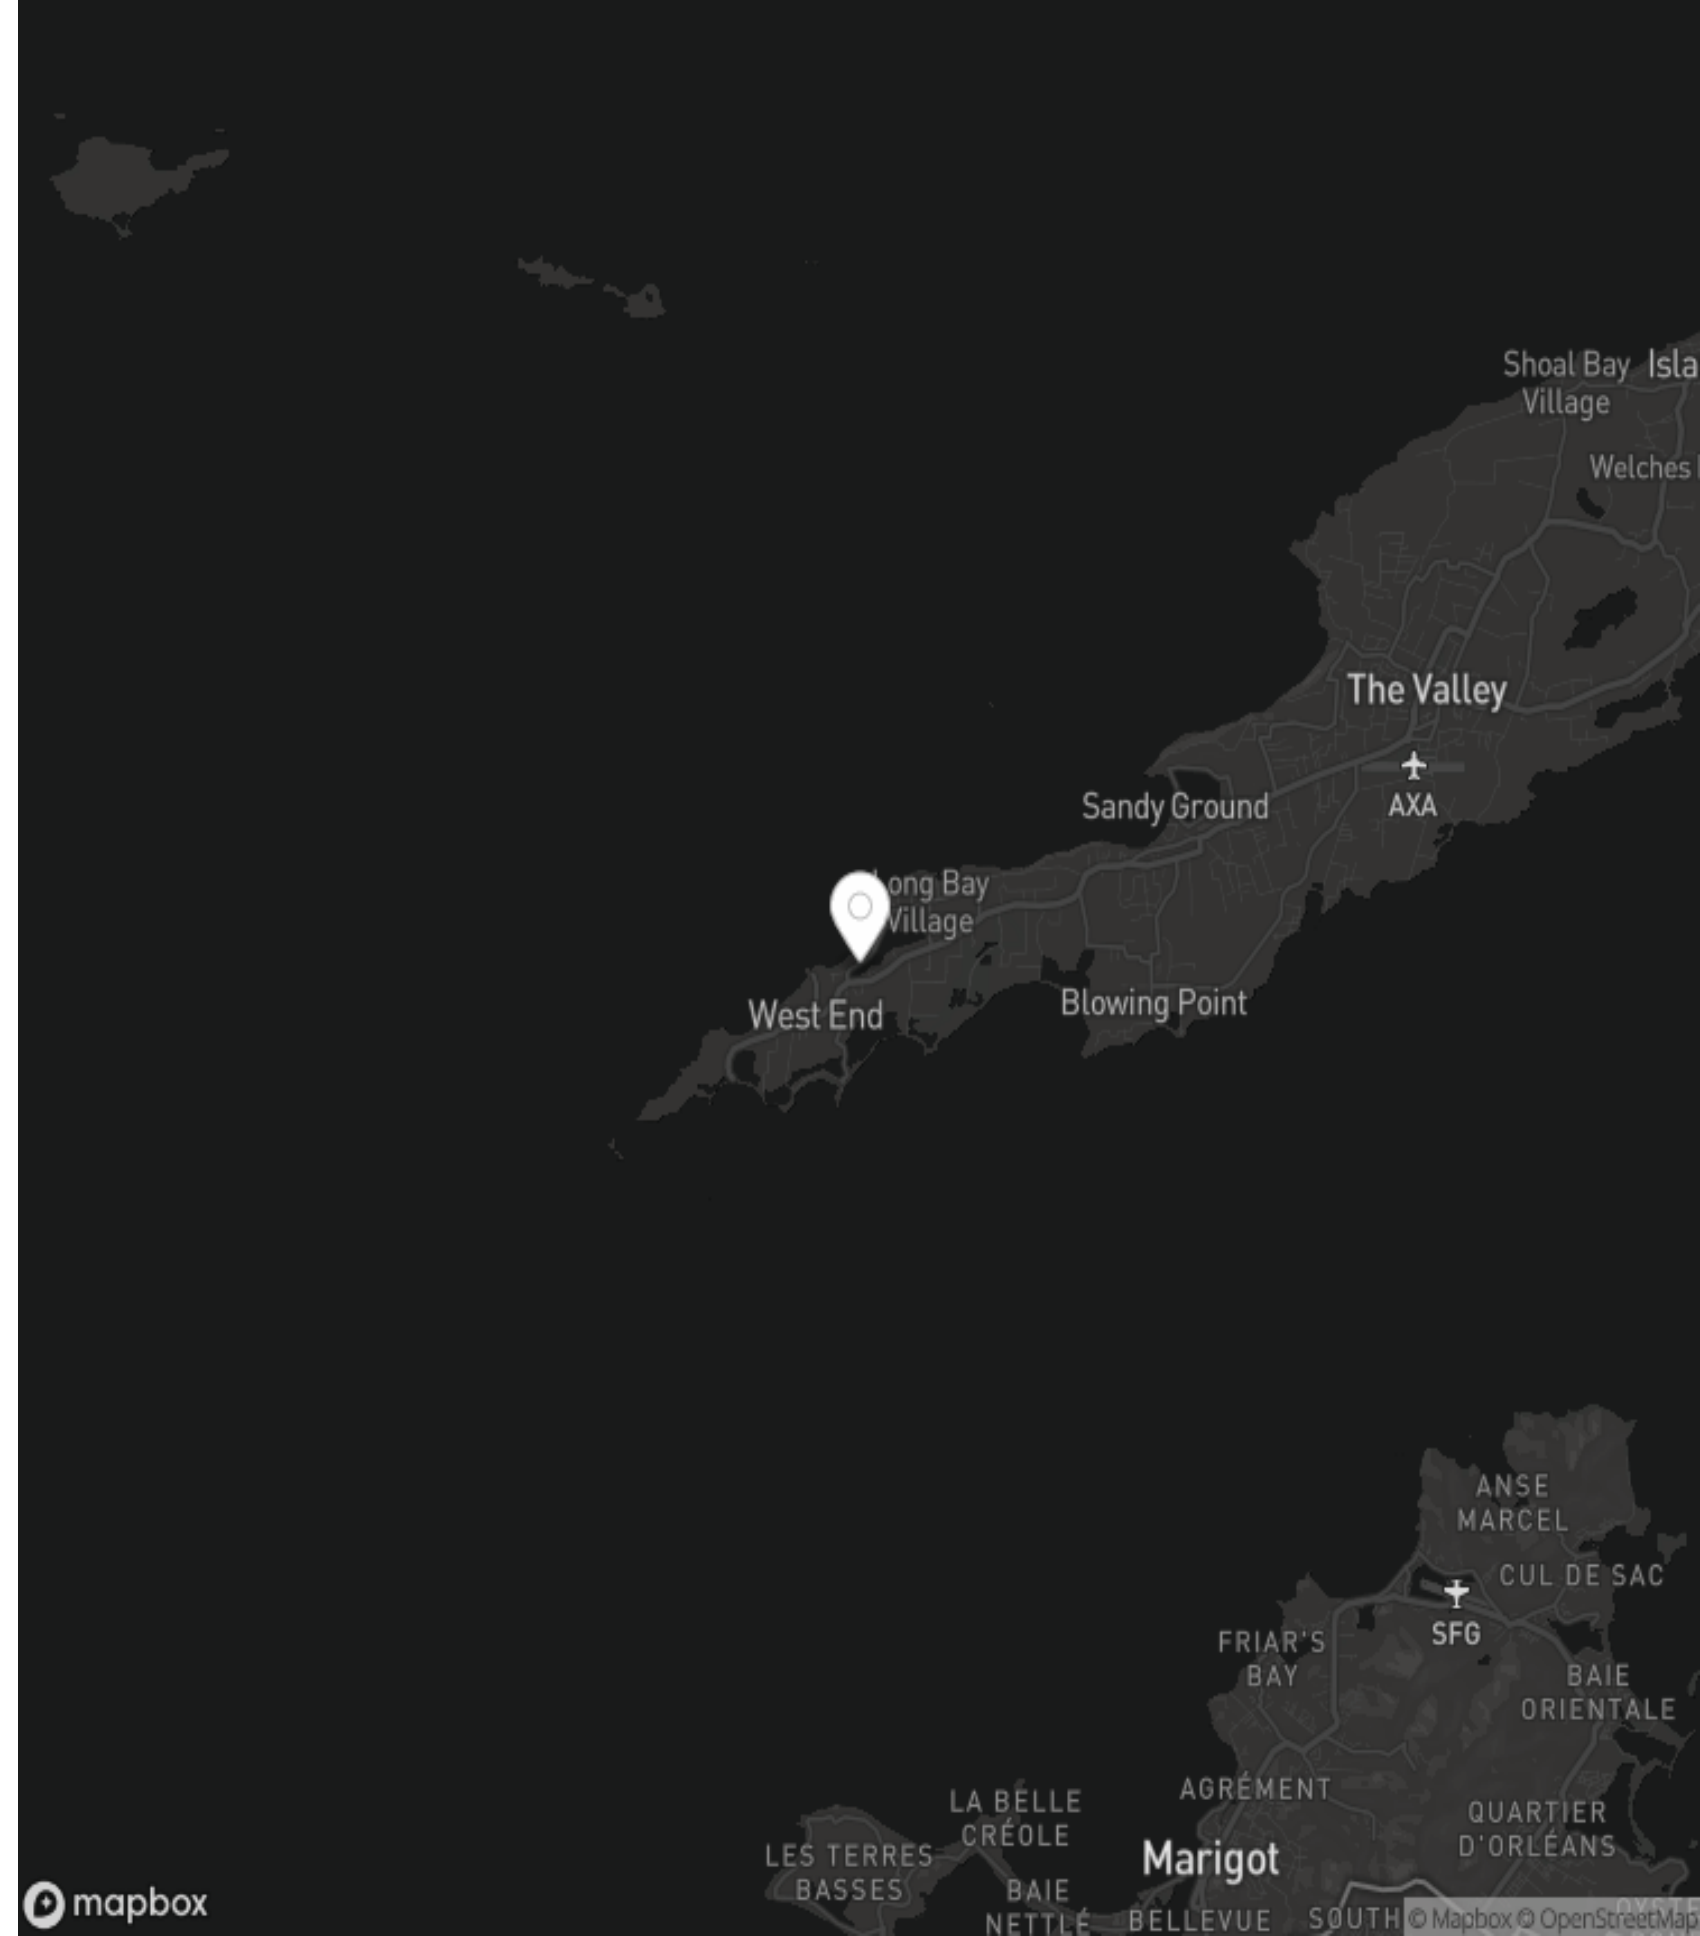 Shoal Bay
Village
Isla
Welches
The Valley
AXA
Sandy Ground
Long Bay
Village
West End
Blowing Point
ANSE
MARCEL
CUL DE SAC
SFG
FRIAR'S
BAY
BAIE
ORIENTALE
AGRÉMENT
LA BELLE
CRÉOLE
QUARTIER
D'ORLÉANS
LES TERRES
BASSES
Marigot
BAIE
NETTLÉ
BELLEVUE
SOUTH
mapbox
© Mapbox © OpenStreetMap